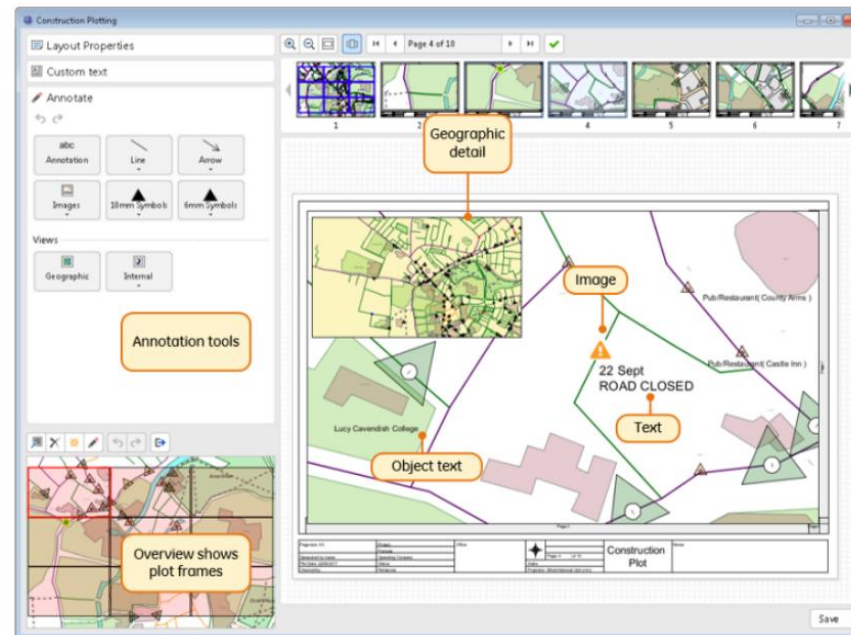 Construction Plotting
Layout Properties
Custom text
Annotate
abc
Annotation
Line
Arrow
Images
18mm Symbols
6mm Symbols
Views
Geographic
Internal
Annotation tools
Overview shows
plot frames
Page 4 of 10
1
2
4
5
6
7
Geographic
detail
Image
Pub/Restaurant( County Arms )
22 Sept
ROAD CLOSED
Pub/Restaurant( Castle Inn )
Text
Lucy Cavendish College
Object text
Construction
Plot
Save